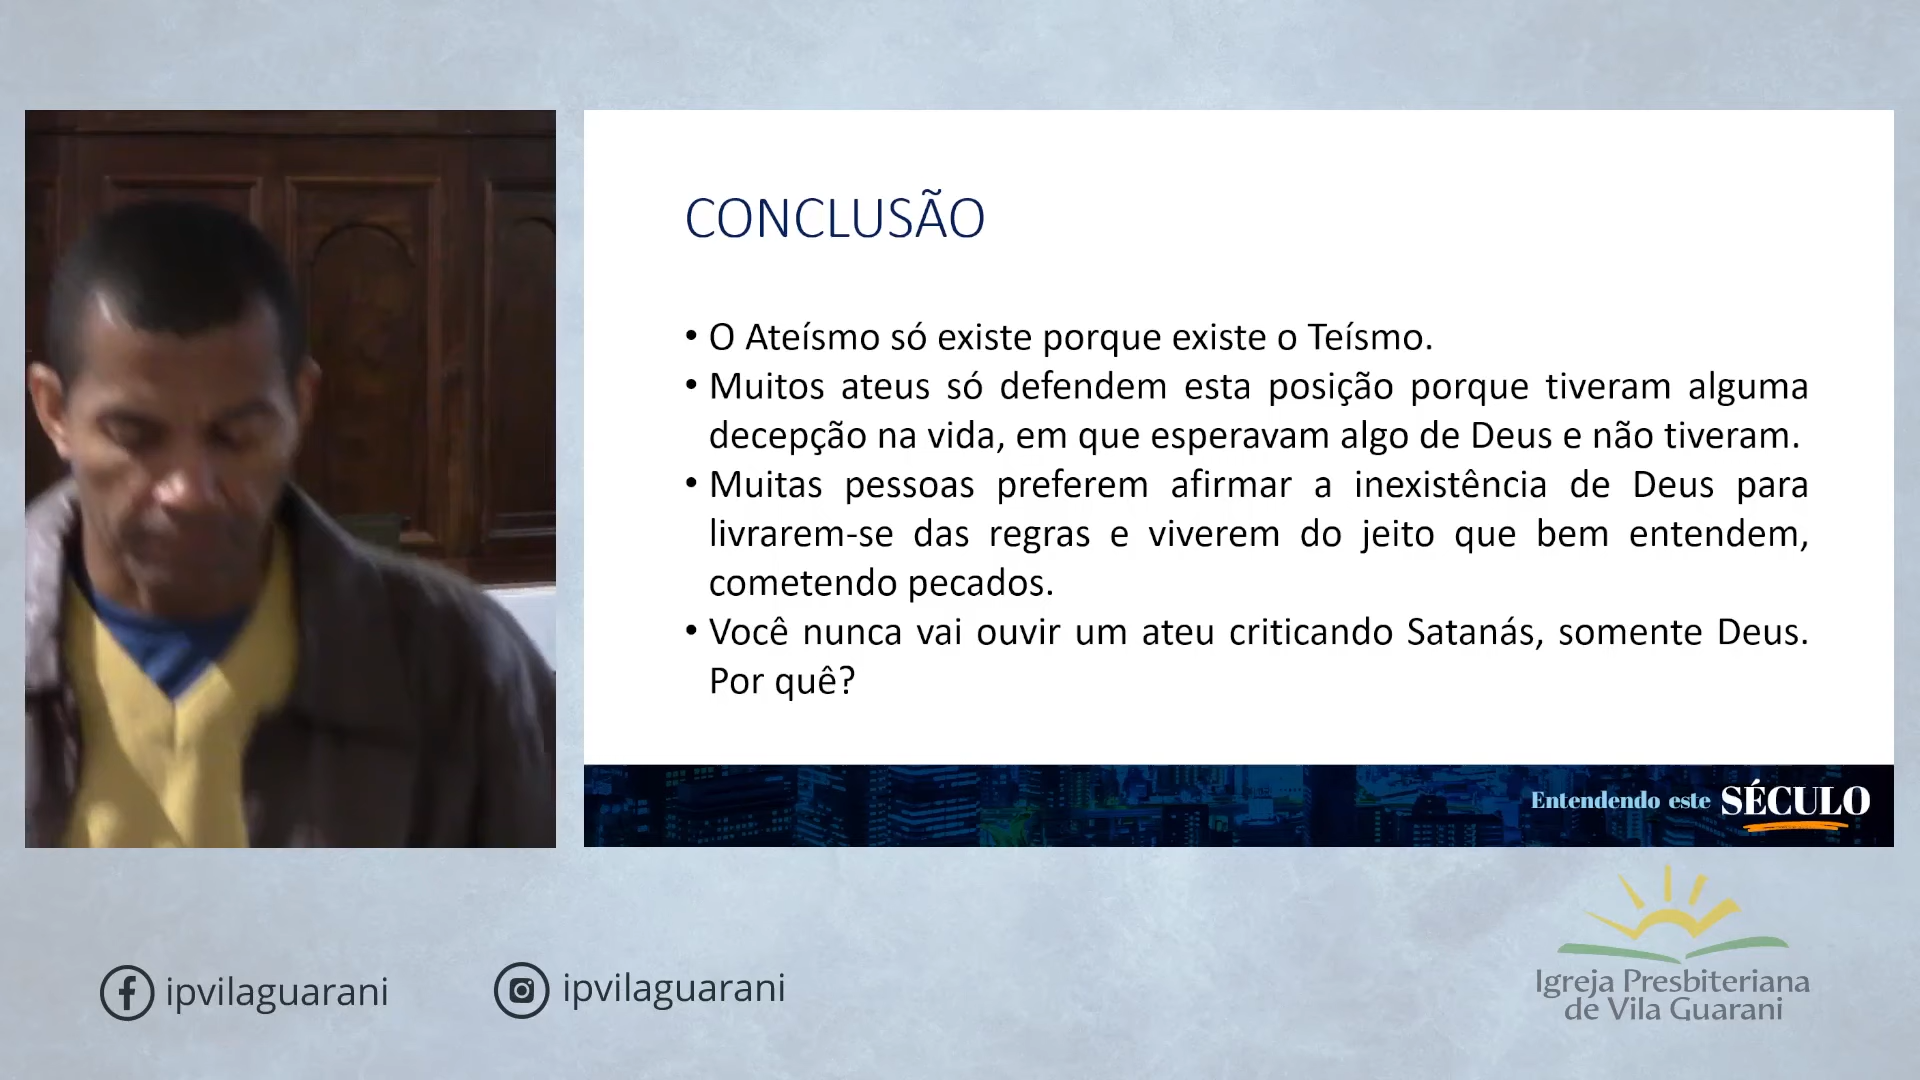 CONCLUSÃO
• O Ateísmo só existe porque existe o Teísmo.
• Muitos ateus só defendem esta posição porque tiveram alguma
decepção na vida, em que esperavam algo de Deus e não tiveram.
• Muitas pessoas preferem afirmar a inexistência de Deus para
livrarem-se das regras e viverem do jeito que bem entendem,
cometendo pecados.
• Você nunca vai ouvir um ateu criticando Satanás, somente Deus.
Por quê?
Entendendo este SÉCULO
ipvilaguarani
ipvilaguarani
Igreja Presbiteriana
de Vila Guarani